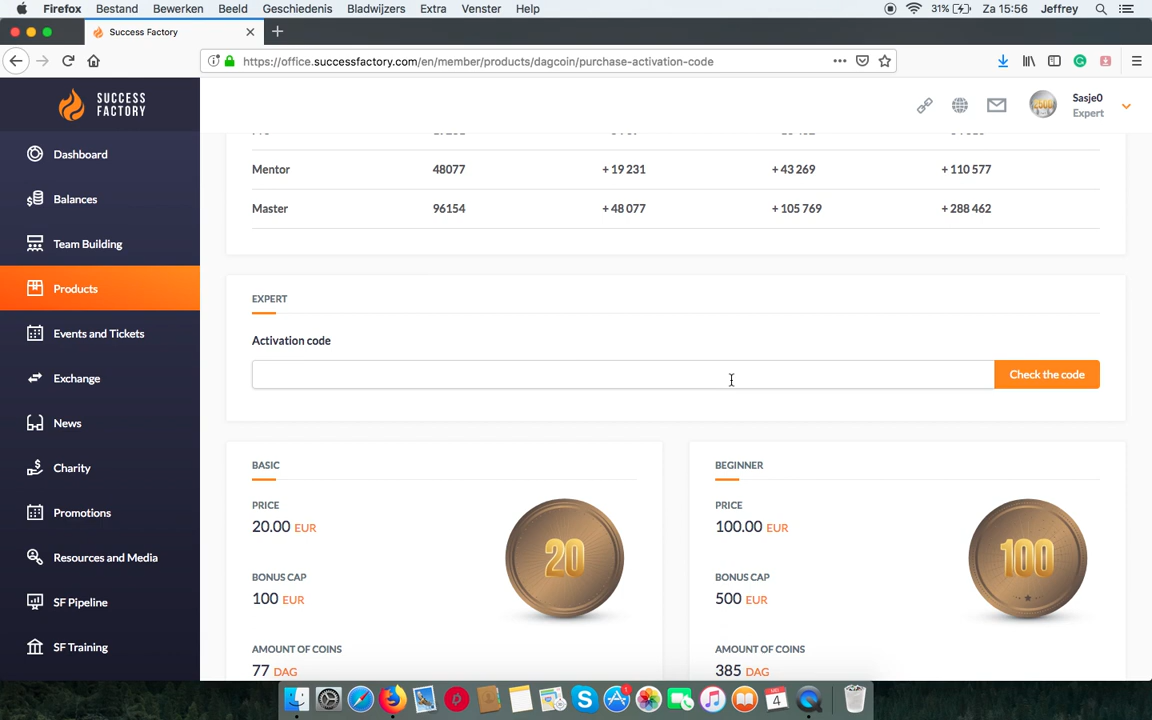 Firefox Bestand Bewerken Beeld Geschiedenis Bladwijzers Extra Venster Help 31% Za 15:56 Jeffrey
Success Factory
https://office.successfactory.com/en/member/products/dagcoin/purchase-activation-code
SUCCESS FACTORY
Sasje0
Expert
Dashboard
Balances
Team Building
Products
Events and Tickets
Exchange
News
Charity
Promotions
Resources and Media
SF Pipeline
SF Training
Mentor 48077 + 19 231 + 43 269 + 110 577
Master 96154 + 48 077 + 105 769 + 288 462
EXPERT
Activation code
Check the code
BASIC
PRICE
20.00 EUR
BONUS CAP
100 EUR
AMOUNT OF COINS
77 DAG
20
BEGINNER
PRICE
100.00 EUR
BONUS CAP
500 EUR
AMOUNT OF COINS
385 DAG
100
4